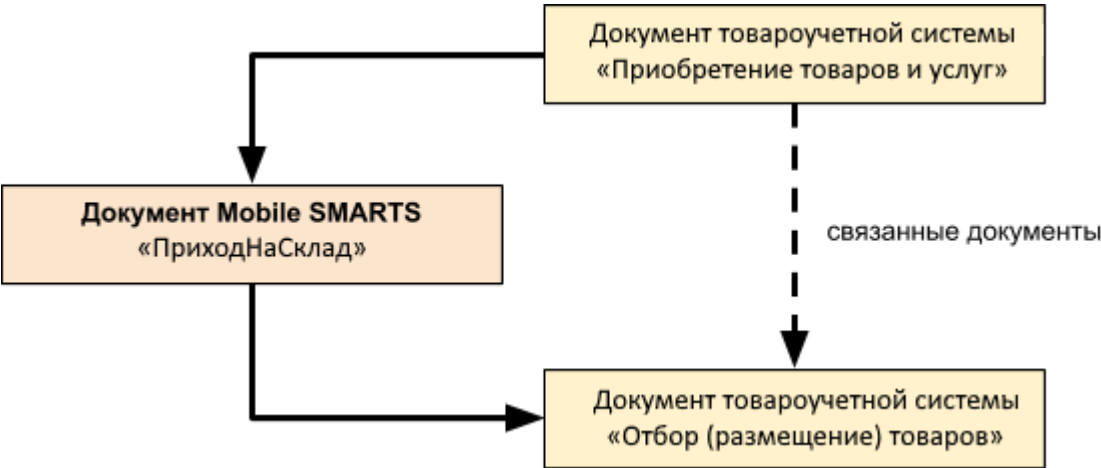 Документ товароучетной системы
«Приобретение товаров и услуг»
Документ Mobile SMARTS
«ПриходНаСклад»
связанные документы
Документ товароучетной системы
«Отбор (размещение) товаров»